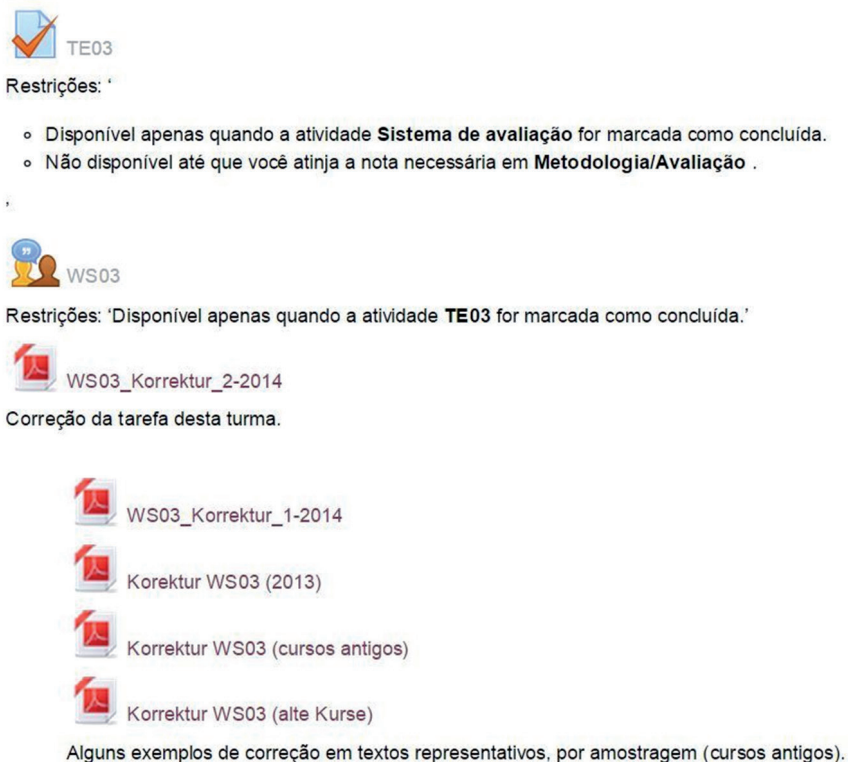 TE03
Restrições: ‘
Disponível apenas quando a atividade Sistema de avaliação for marcada como concluída.
Não disponível até que você atinja a nota necessária em Metodologia/Avaliação .
,
WS03
Restrições: ‘Disponível apenas quando a atividade TE03 for marcada como concluída.’
WS03_Korrektur_2-2014
Correção da tarefa desta turma.
WS03_Korrektur_1-2014
Korektur WS03 (2013)
Korrektur WS03 (cursos antigos)
Korrektur WS03 (alte Kurse)
Alguns exemplos de correção em textos representativos, por amostragem (cursos antigos).